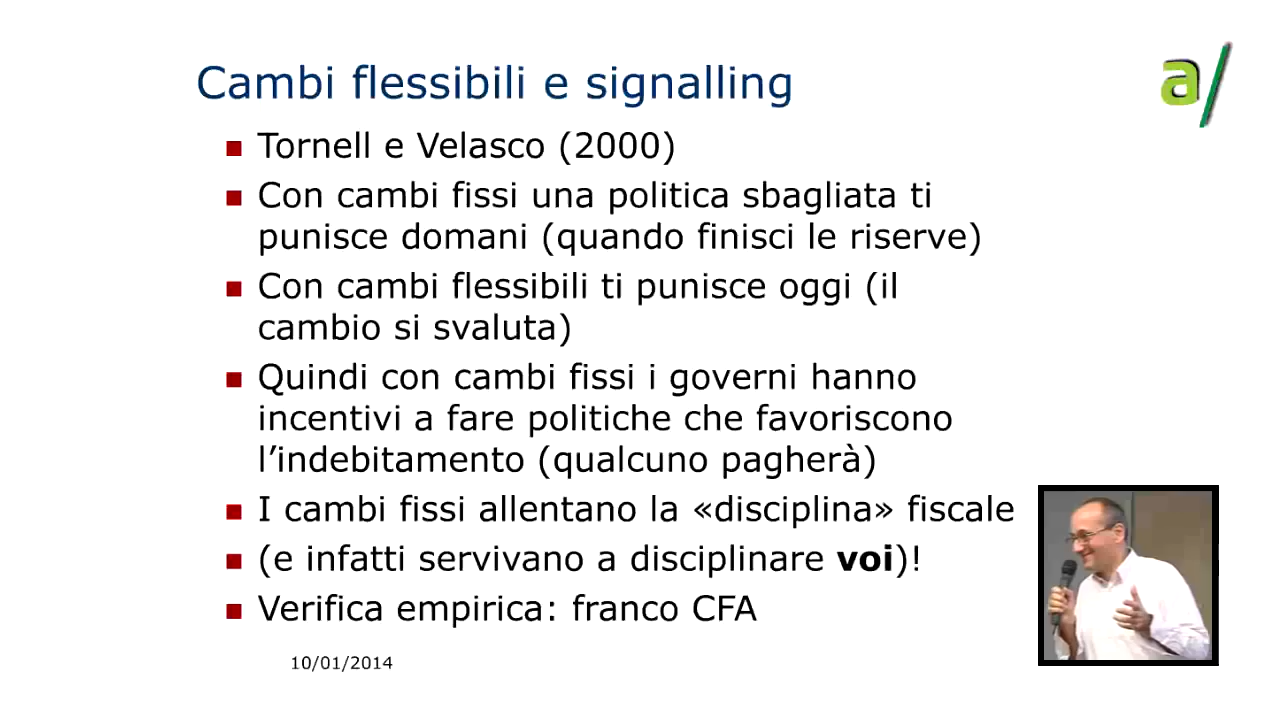 Cambi flessibili e signalling
a/
Tornell e Velasco (2000)
Con cambi fissi una politica sbagliata ti
punisce domani (quando finisci le riserve)
Con cambi flessibili ti punisce oggi (il
cambio si svaluta)
Quindi con cambi fissi i governi hanno
incentivi a fare politiche che favoriscono
l’indebitamento (qualcuno pagherà)
I cambi fissi allentano la «disciplina» fiscale
(e infatti servivano a disciplinare voi)!
Verifica empirica: franco CFA
10/01/2014